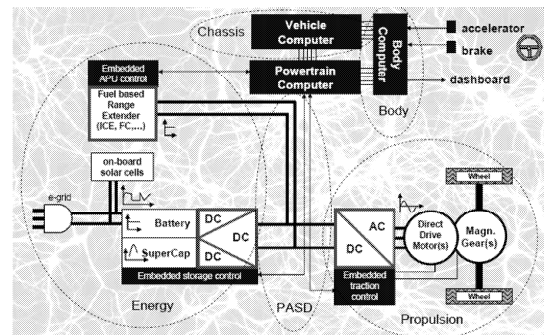 Chassis
Vehicle
Computer
Body
Computer
accelerator
brake
dashboard
Body
Embedded
APU control
Powertrain
Computer
Fuel based
Range
Extender
(ICE, FC,...)
on-board
solar cells
e-grid
Battery
SuperCap
DC
DC
DC
Embedded storage control
AC
DC
Embedded
traction
control
Direct
Drive
Motor(s)
Magn.
Gear(s)
Wheel
Wheel
Energy
PASD
Propulsion